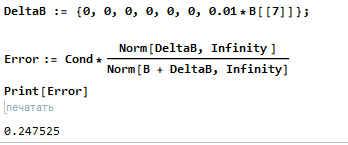 DeltaB := {0, 0, 0, 0, 0, 0, 0.01*B[[7]]};
Error := Cond* Norm[DeltaB, Infinity]
Norm[B + DeltaB, Infinity]
Print[Error]
печатать
0.247525